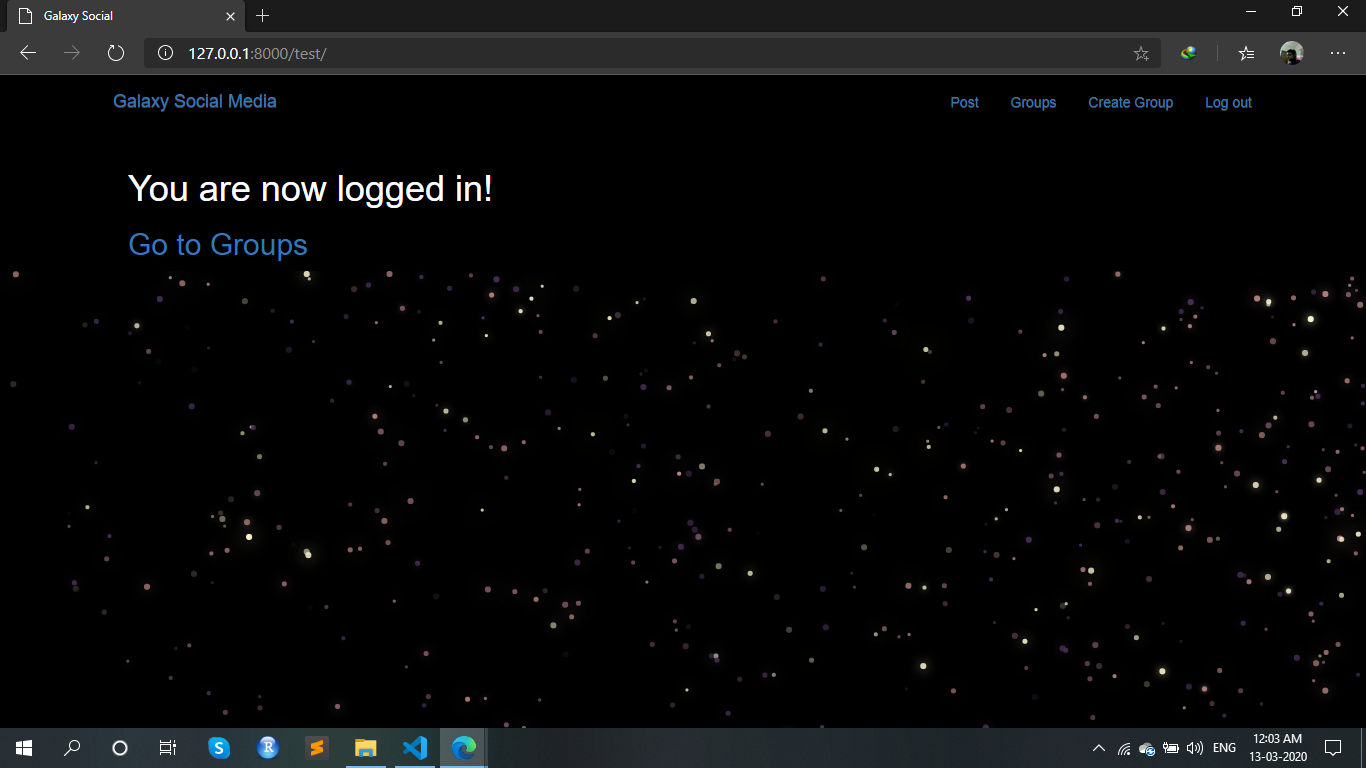 Galaxy Social
127.0.0.1:8000/test/
Galaxy Social Media
Post Groups Create Group Log out
You are now logged in!
Go to Groups
S R
ENG
12:03 AM
13-03-2020